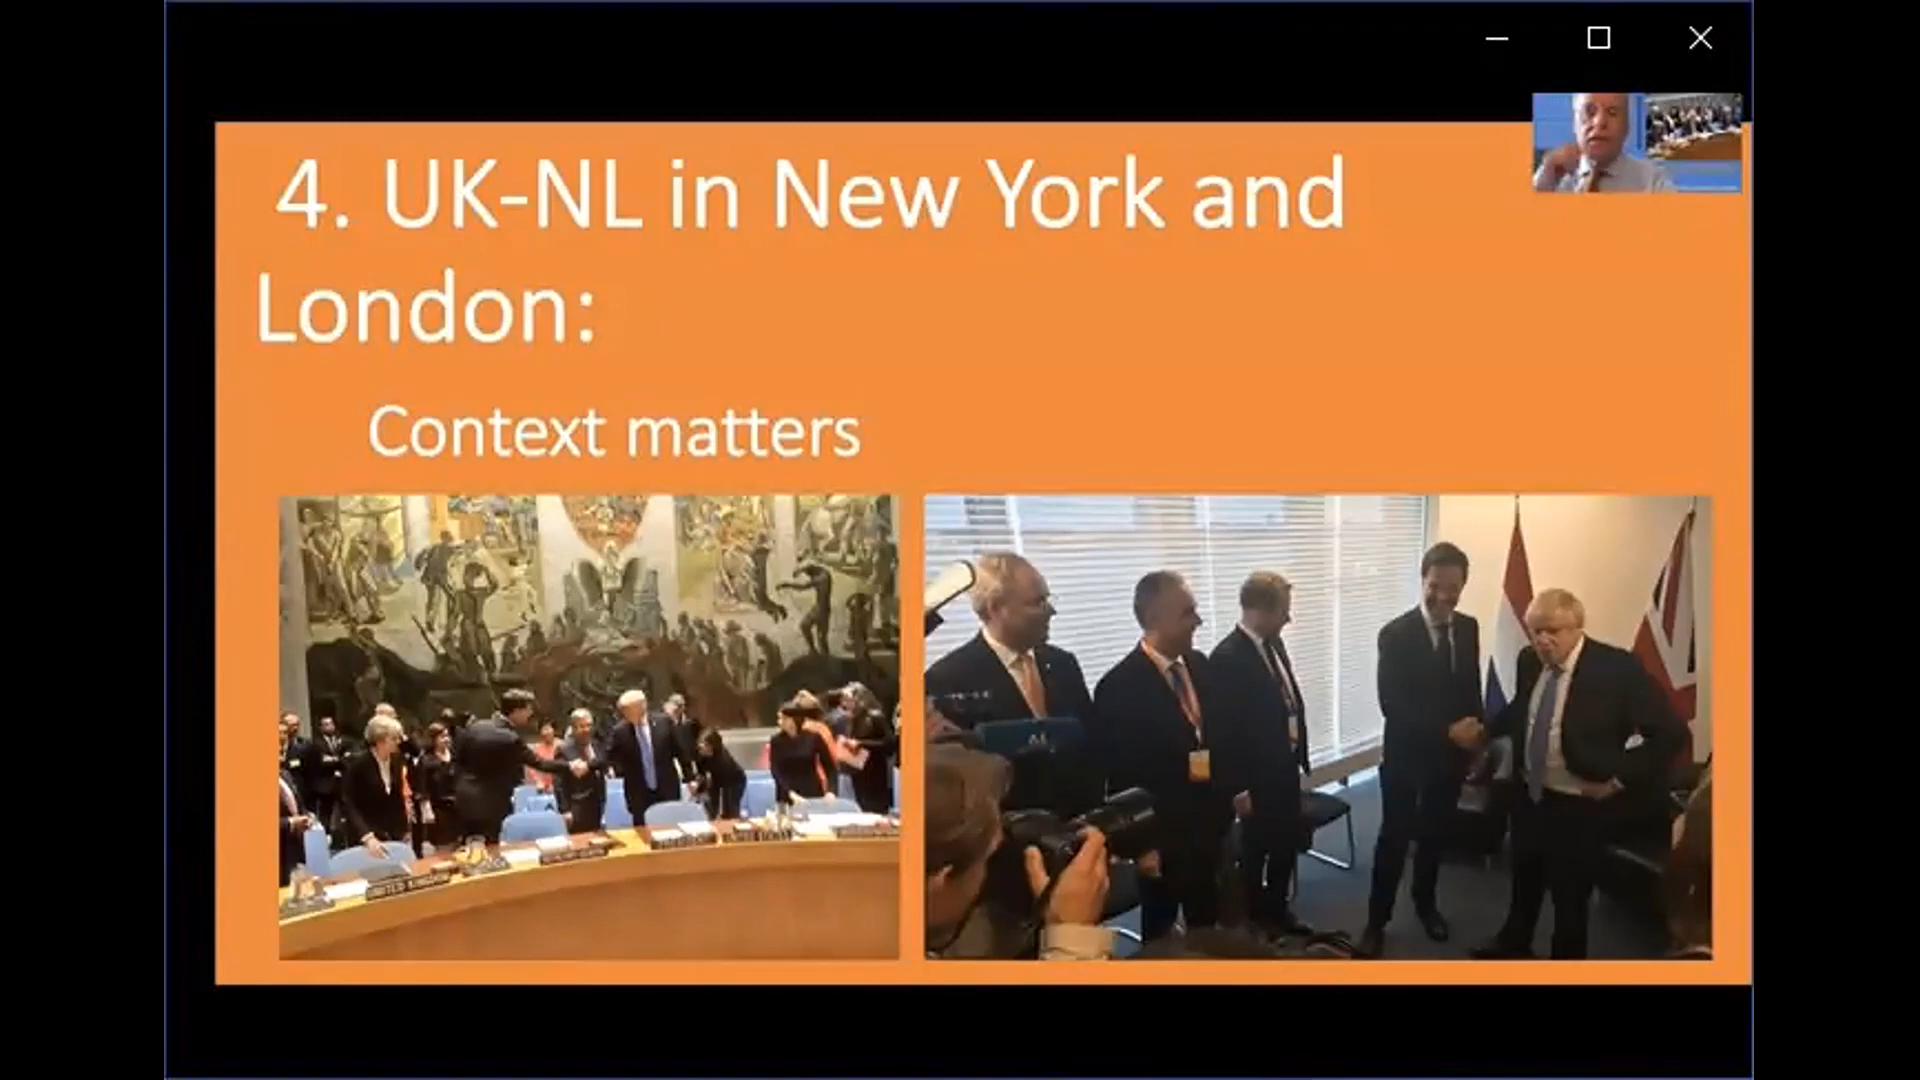 4. UK-NL in New York and
London:
Context matters
UNITED KINGDOM